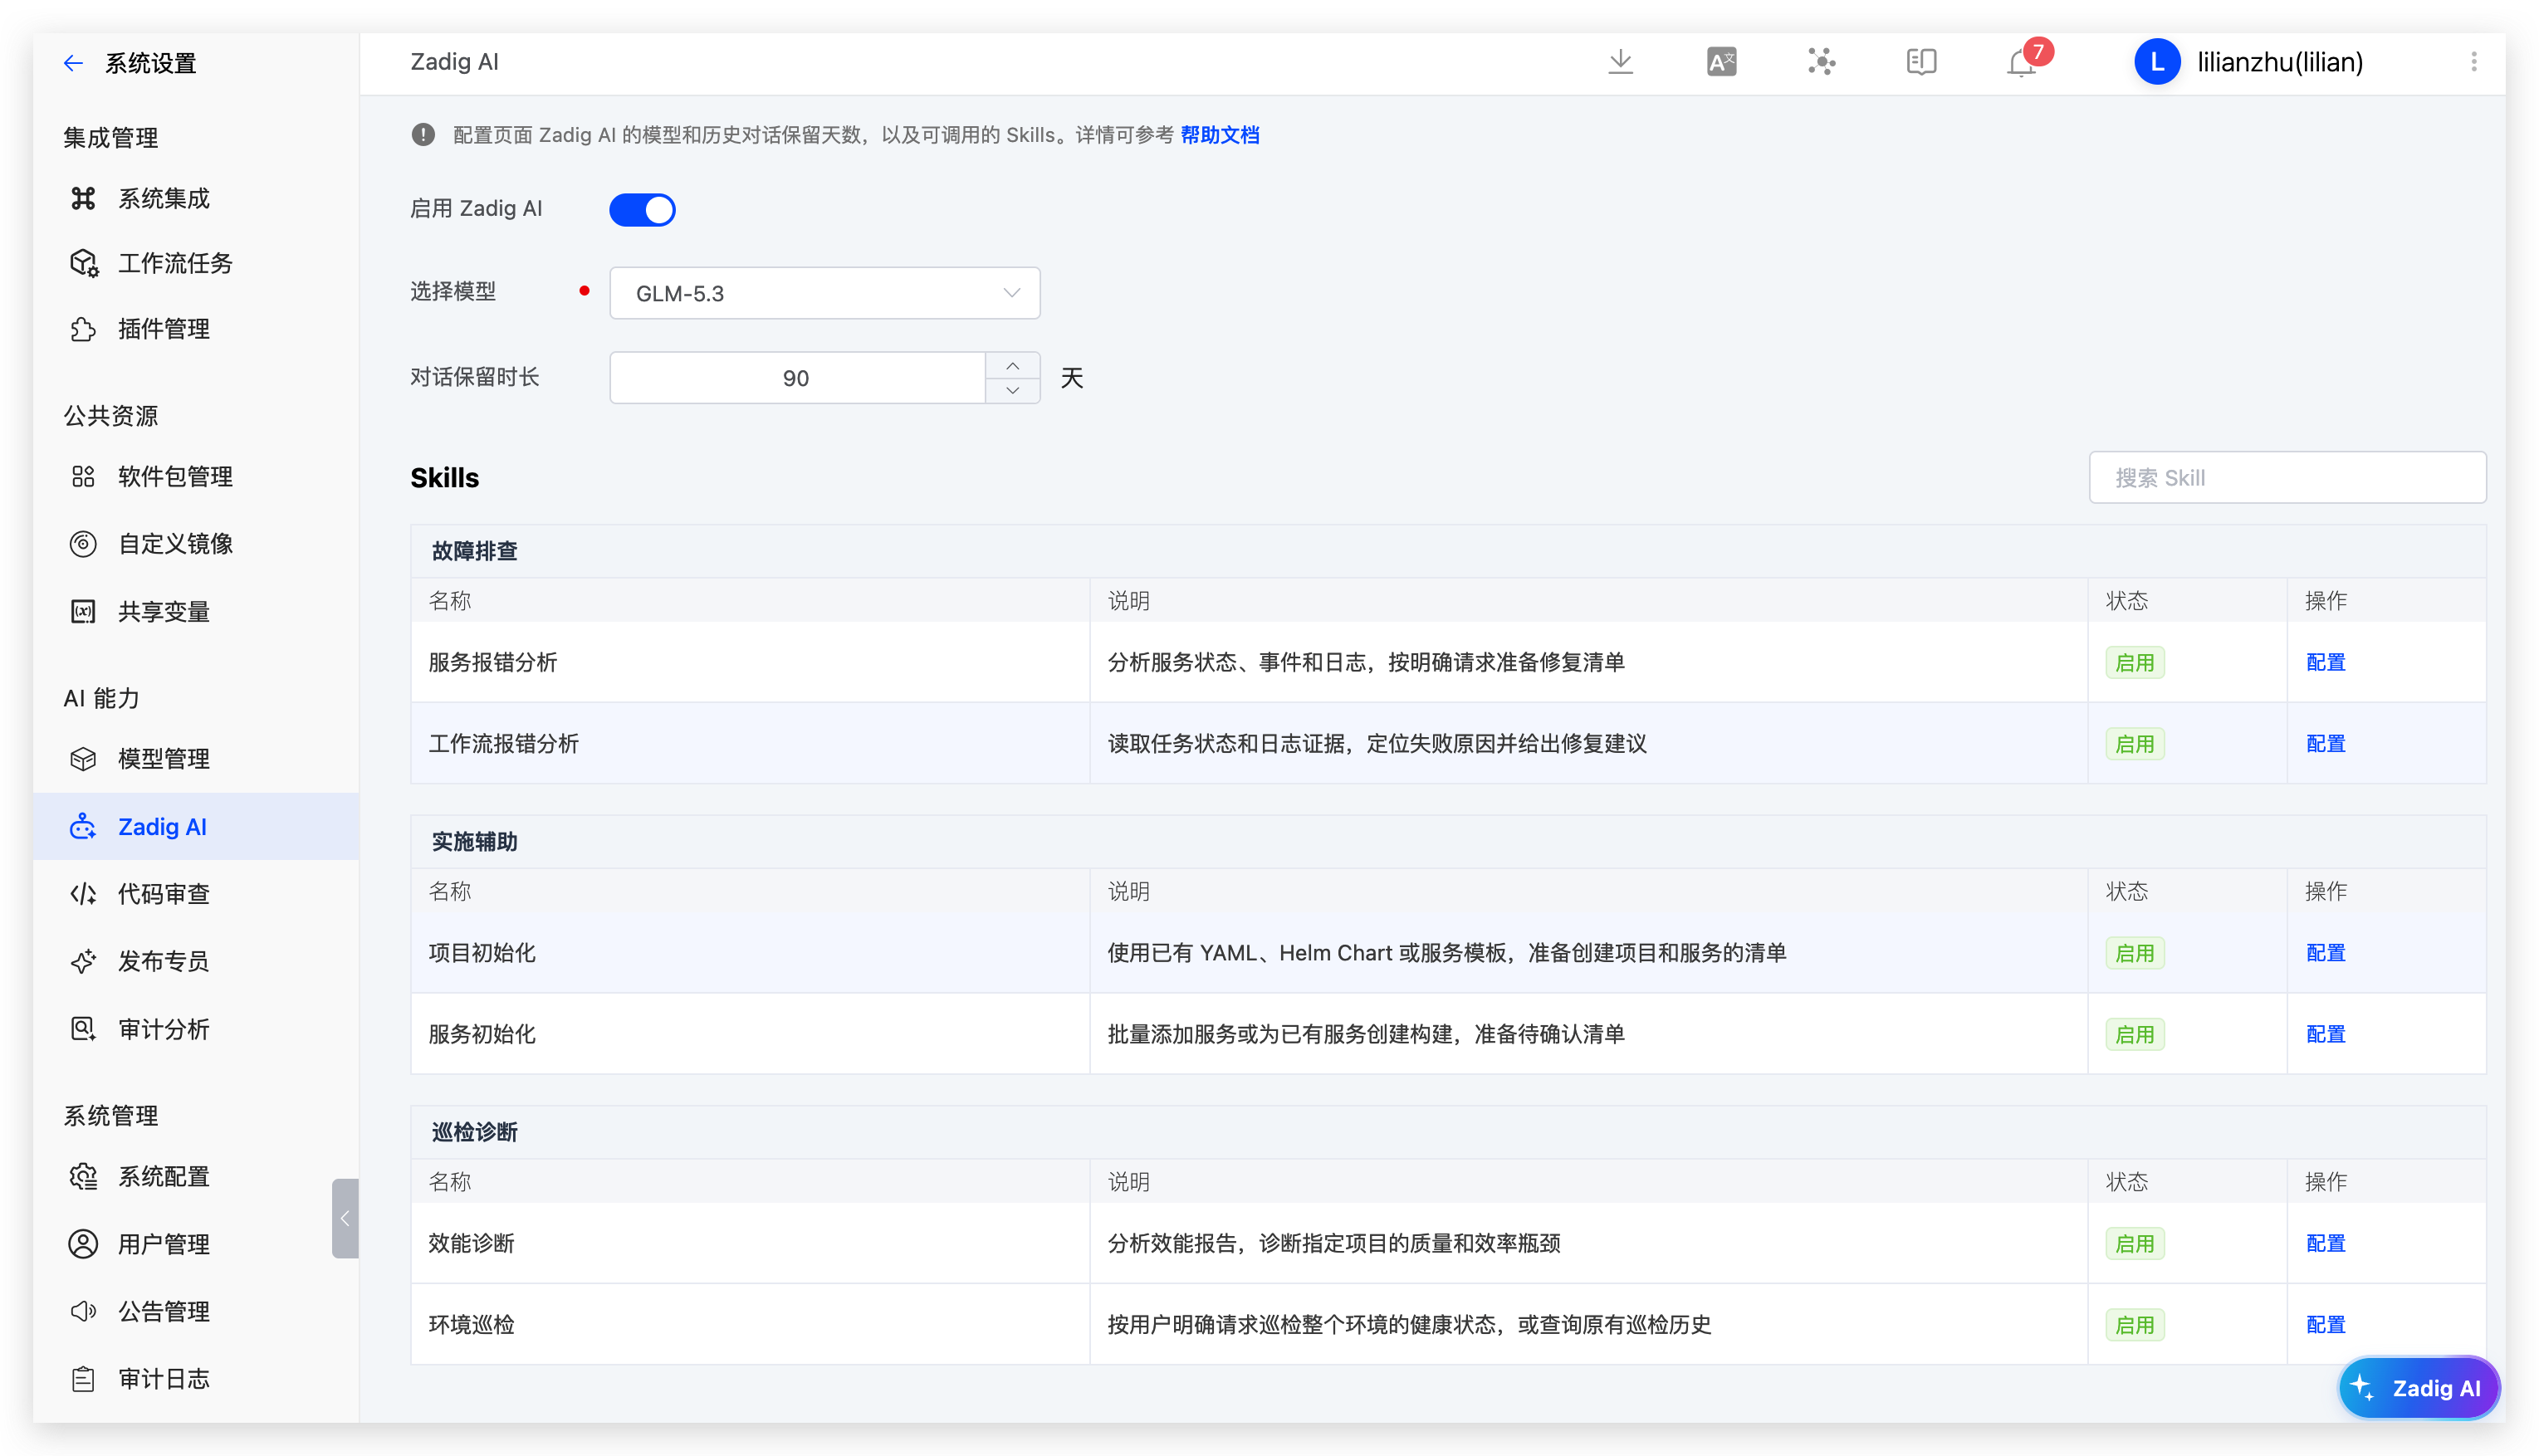 系统设置
集成管理
系统集成
工作流任务
插件管理
公共资源
软件包管理
自定义镜像
共享变量
AI 能力
模型管理
Zadig AI
代码审查
发布专员
审计分析
系统管理
系统配置
用户管理
公告管理
审计日志
Zadig AI
7
L lilianzhu(lilian)
配置页面 Zadig AI 的模型和历史对话保留天数，以及可调用的 Skills。详情可参考 帮助文档
启用 Zadig AI
选择模型 GLM-5.3
对话保留时长 90 天
Skills
搜索 Skill
故障排查
名称 说明 状态 操作
服务报错分析 分析服务状态、事件和日志，按明确请求准备修复清单 启用 配置
工作流报错分析 读取任务状态和日志证据，定位失败原因并给出修复建议 启用 配置
实施辅助
名称 说明 状态 操作
项目初始化 使用已有 YAML、Helm Chart 或服务模板，准备创建项目和服务的清单 启用 配置
服务初始化 批量添加服务或为已有服务创建构建，准备待确认清单 启用 配置
巡检诊断
名称 说明 状态 操作
效能诊断 分析效能报告，诊断指定项目的质量和效率瓶颈 启用 配置
环境巡检 按用户明确请求巡检整个环境的健康状态，或查询原有巡检历史 启用 配置
Zadig AI